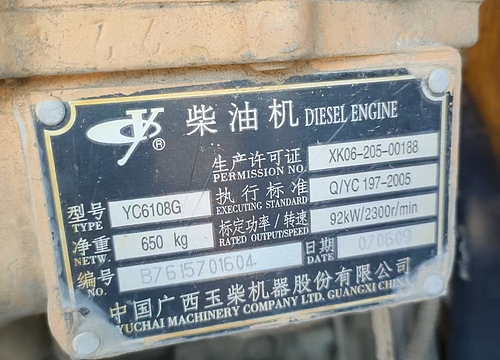 柴油机 DIESEL ENGINE
生产许可证 XK06-205-00188
PERMISSION NO.
型号 YC6108G 执行标准 Q/YC 197-2005
TYPE EXECUTING STANDARD
净重 650 kg 标定功率/转速 92kW/2300r/min
NETW. RATED OUTPUT/SPEED
编号 B7615701604 日期
NO. DATE
中国广西玉柴机器股份有限公司
YUCHAI MACHINERY COMPANY LTD. GUANGXI CHINA